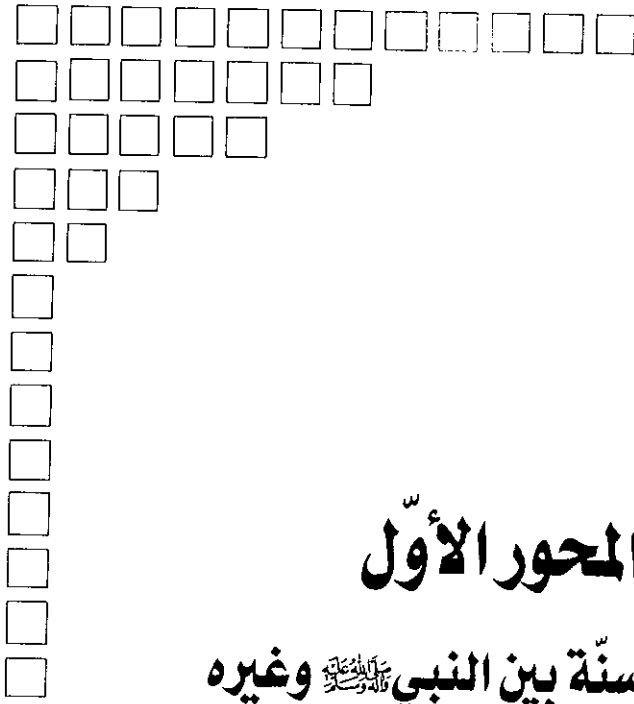 المحور الأوّل
سنّة بين النبي ﷺ وغيره